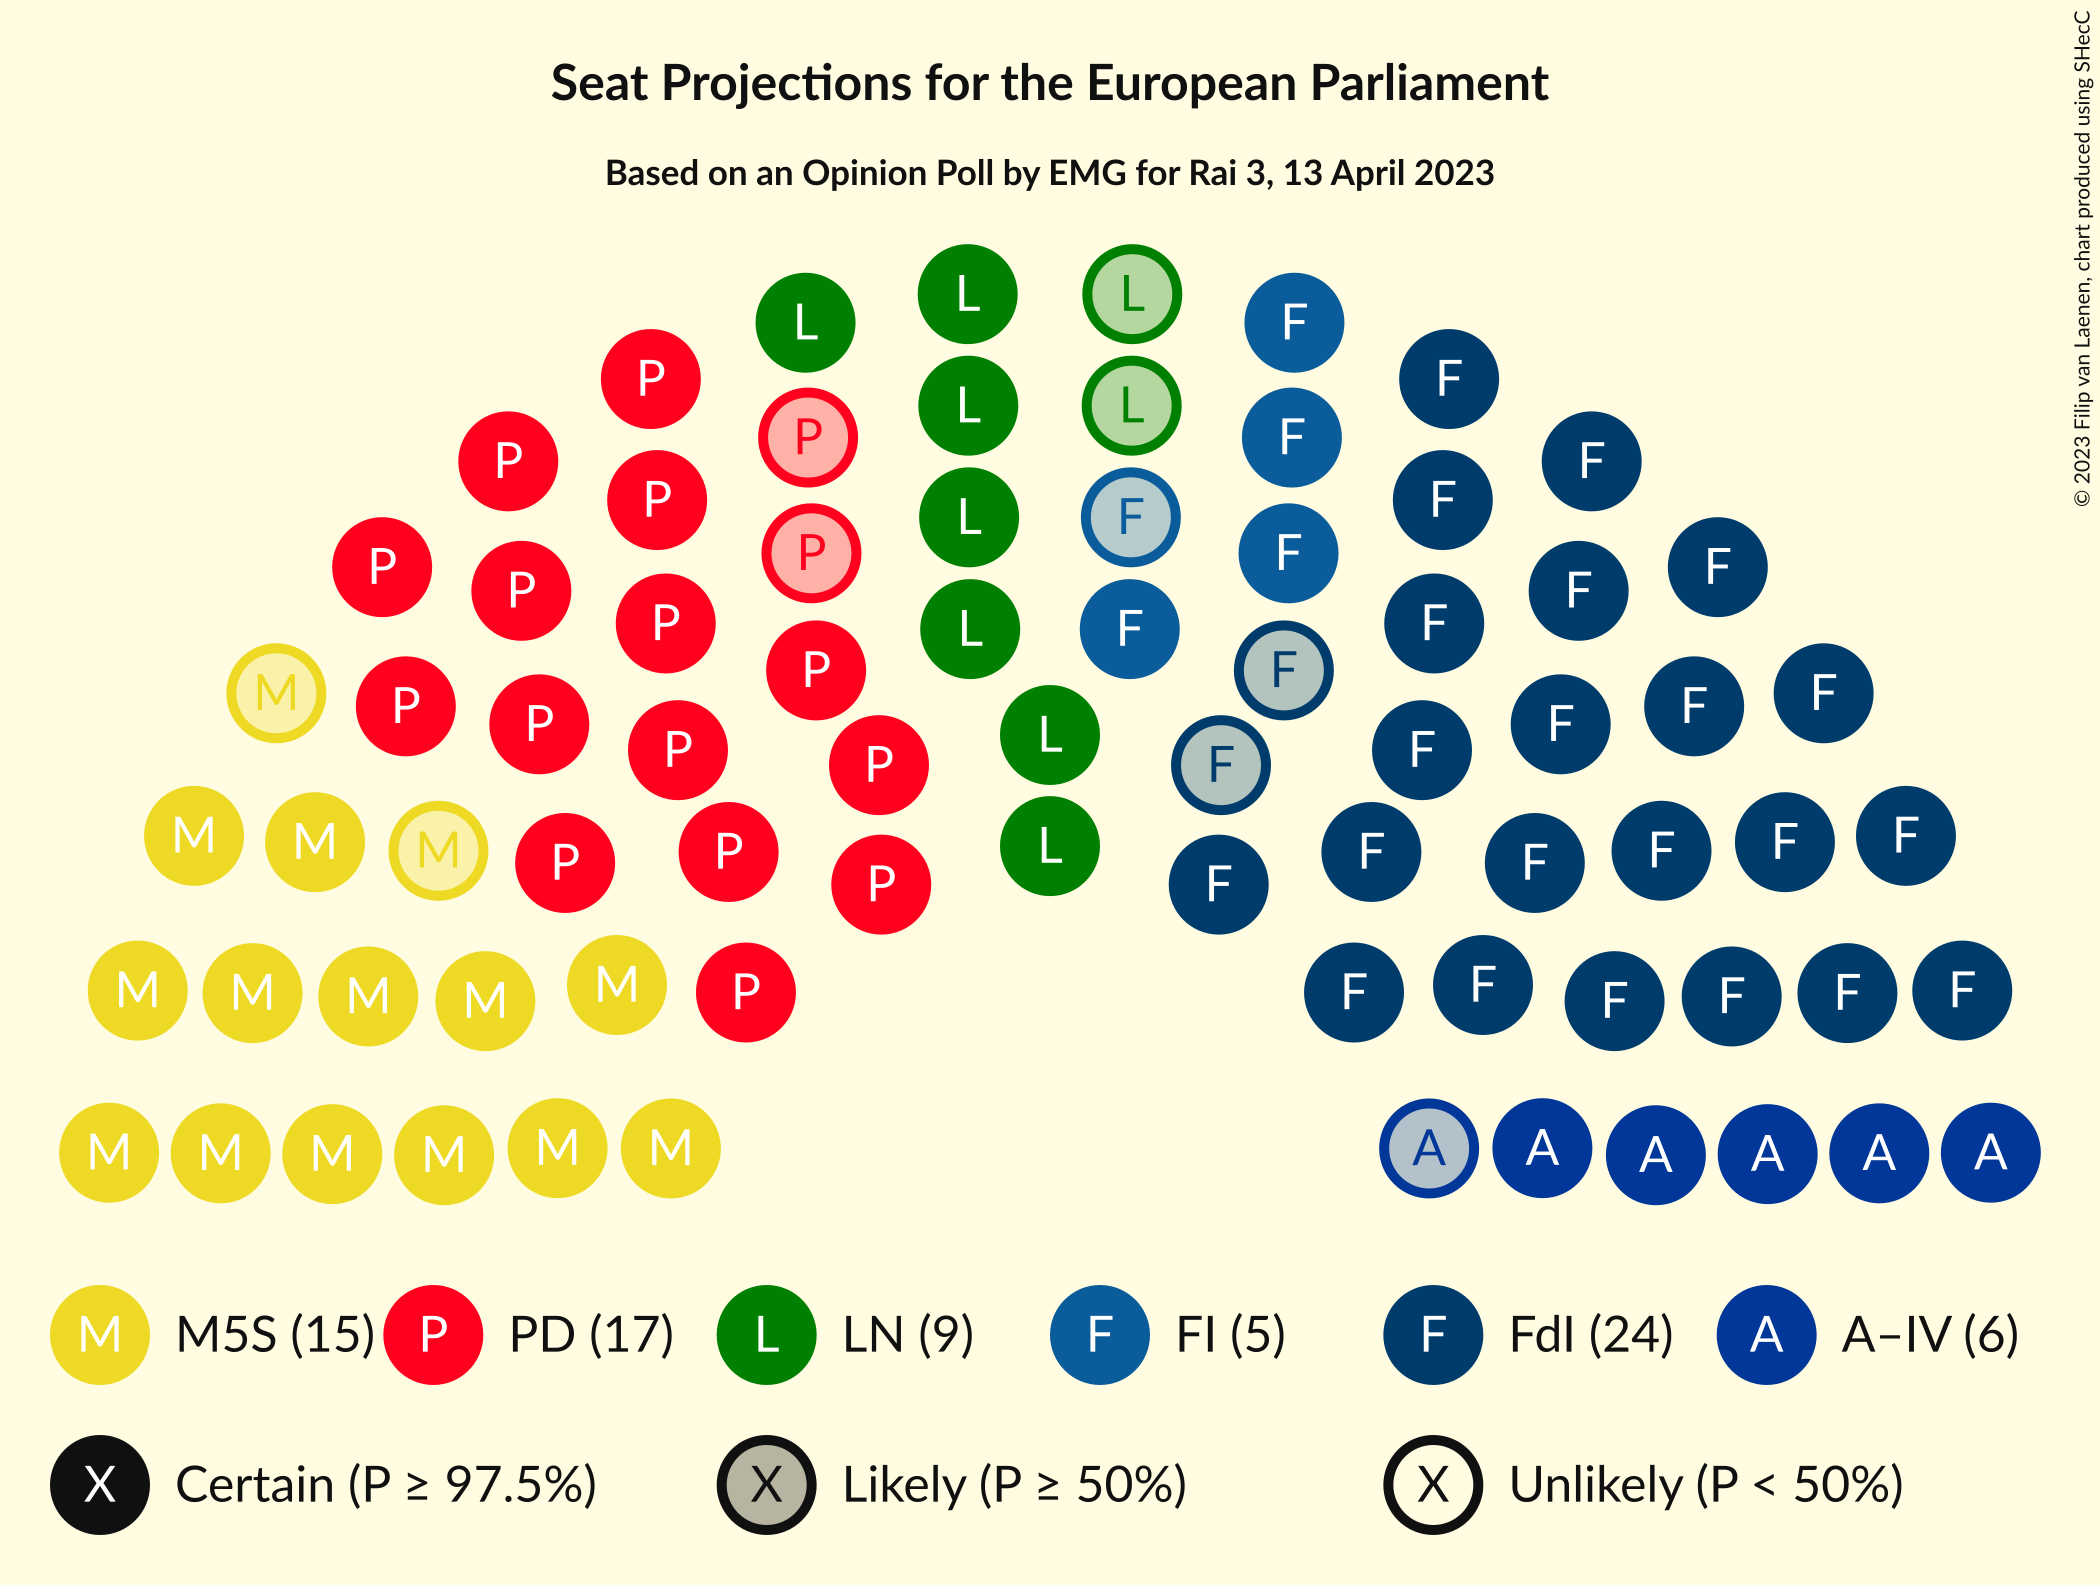 Seat Projections for the European Parliament
Based on an Opinion Poll by EMG for Rai 3, 13 April 2023
© 2023 Filip van Laenen, chart produced using SHecC
L L
L F
P L F
P L L F
P P F F
P L F F
P P F F
P L F
P P F F
M P P P F F F F
P L F
M M M P P P L F F F F F F
P F
M M M M M P F F F F F F
M M M M M M A A A A A A
M M5S (15) P PD (17) L LN (9) F FI (5) F FdI (24) A A–IV (6)
X Certain (P ≥ 97.5%) X Likely (P ≥ 50%) X Unlikely (P < 50%)